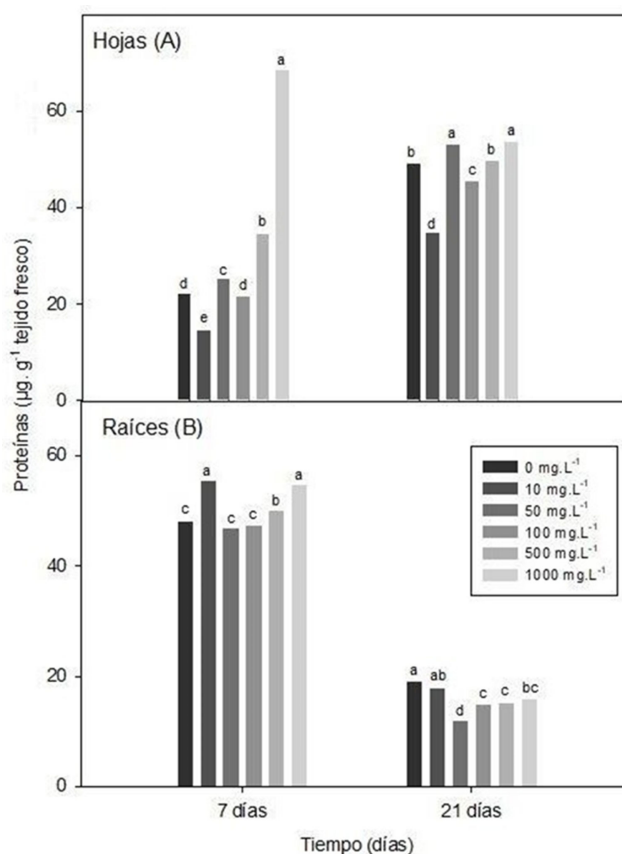 Hojas (A)
a
60
b
a
c
b
a
d
40
b
d
c
d
20
e
0
Proteínas (µg. g⁻¹ tejido fresco)
Raíces (B)
60
a
c
c
c
b
a
40
20
a
ab
d
c
c
bc
0
0 mg.L⁻¹
10 mg.L⁻¹
50 mg.L⁻¹
100 mg.L⁻¹
500 mg.L⁻¹
1000 mg.L⁻¹
7 días
21 días
Tiempo (días)